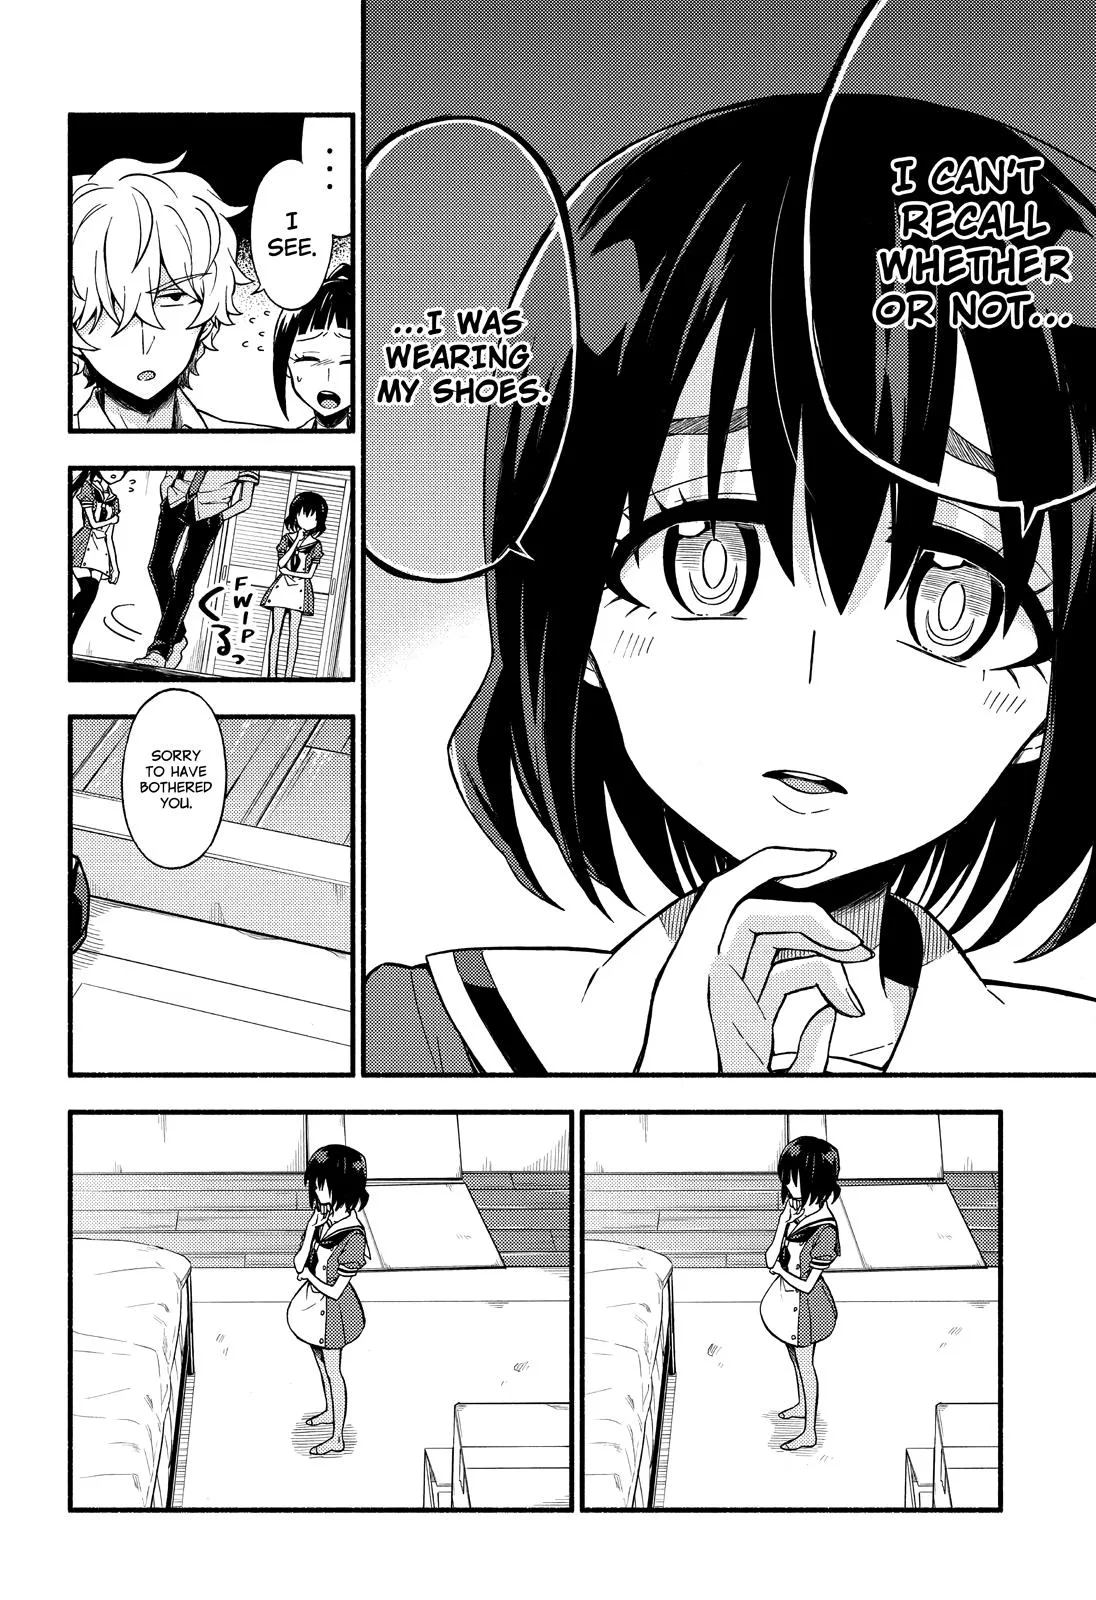 I CAN'T
RECALL
WHETHER
OR NOT...
...I WAS
WEARING
MY SHOES.
...
I
SEE.
FWIP
くるっ
SORRY
TO HAVE
BOTHERED
YOU.